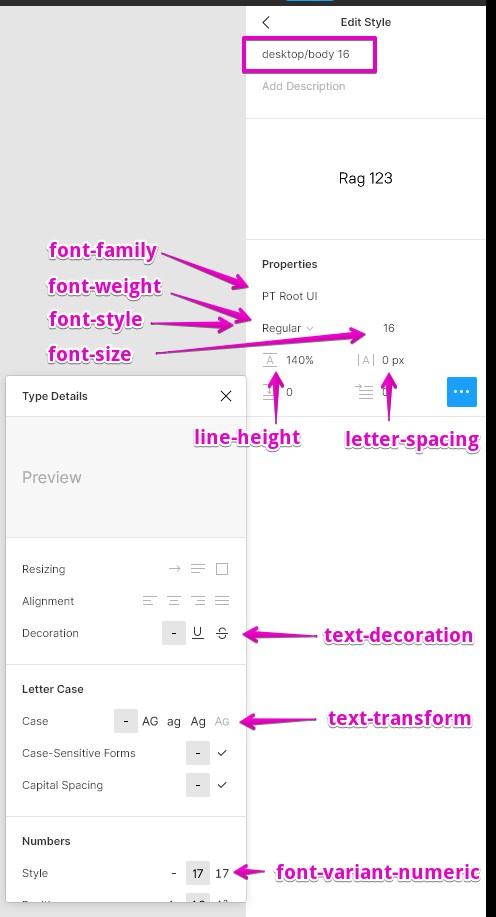 Edit Style
desktop/body 16
Add Description
Rag 123
font-family
Properties
font-weight
PT Root UI
font-style
Regular
16
font-size
140%
A
0 px
Type Details
0
line-height
letter-spacing
Preview
Resizing
Alignment
Decoration
-
U
S
text-decoration
Letter Case
Case
-
AG
ag
Ag
AG
text-transform
Case-Sensitive Forms
-
Capital Spacing
-
Numbers
Style
-
17
17
font-variant-numeric